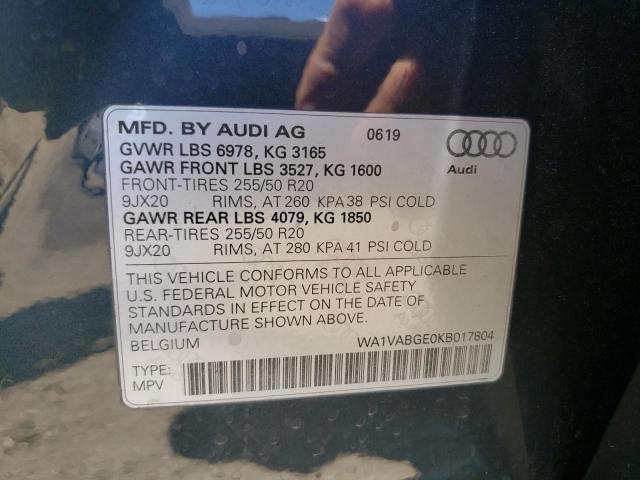 MFD. BY AUDI AG 0619
GVWR LBS 6978, KG 3165
GAWR FRONT LBS 3527, KG 1600
FRONT-TIRES 255/50 R20
9JX20 RIMS, AT 260 KPA 38 PSI COLD
GAWR REAR LBS 4079, KG 1850
REAR-TIRES 255/50 R20
9JX20 RIMS, AT 280 KPA 41 PSI COLD
Audi
THIS VEHICLE CONFORMS TO ALL APPLICABLE
U.S. FEDERAL MOTOR VEHICLE SAFETY
STANDARDS IN EFFECT ON THE DATE OF
MANUFACTURE SHOWN ABOVE.
BELGIUM WA1VABGE0KB017804
TYPE:
MPV